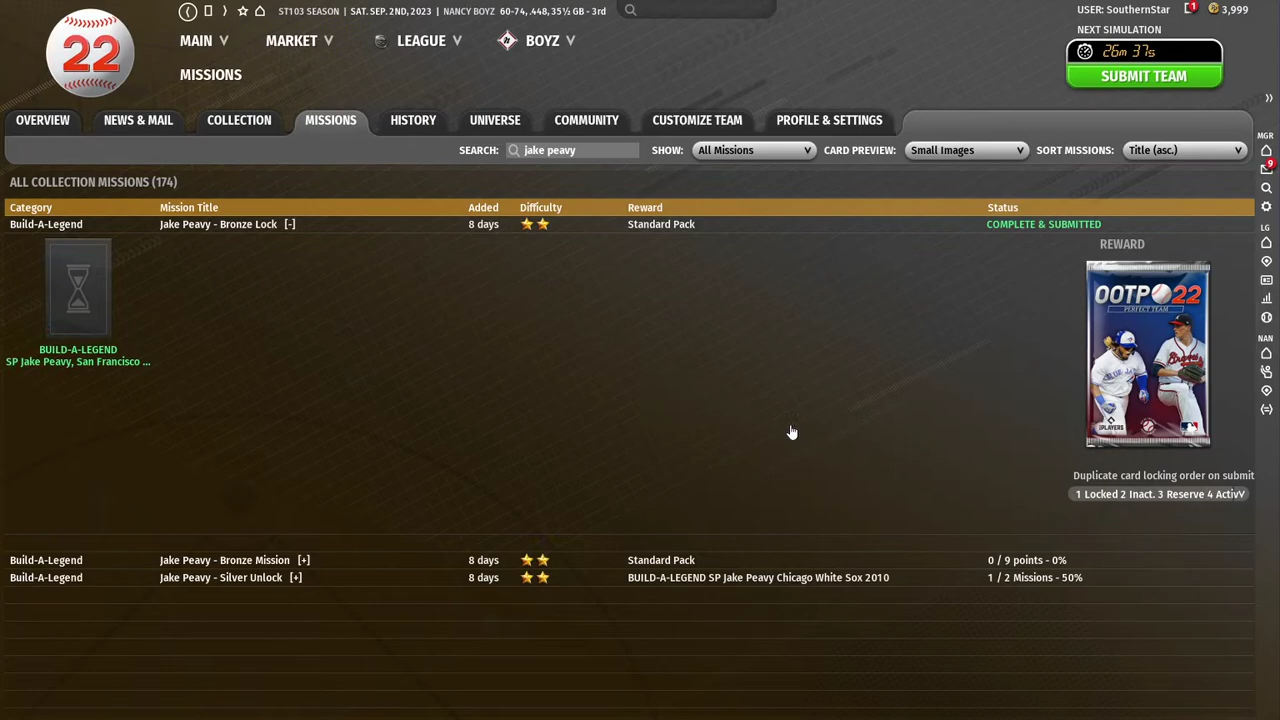 ST103 SEASON | SAT. SEP. 2ND, 2023 | NANCY BOYZ 60-74, .448, 35½ GB - 3rd
USER: SouthernStar 1 3,999
22
MAIN MARKET LEAGUE BOYZ
NEXT SIMULATION
26m 37s
MISSIONS
SUBMIT TEAM
OVERVIEW NEWS & MAIL COLLECTION MISSIONS HISTORY UNIVERSE COMMUNITY CUSTOMIZE TEAM PROFILE & SETTINGS
SEARCH: jake peavy SHOW: All Missions CARD PREVIEW: Small Images SORT MISSIONS: Title (asc.)
ALL COLLECTION MISSIONS (174)
Category Mission Title Added Difficulty Reward Status
Build-A-Legend Jake Peavy - Bronze Lock [-] 8 days Standard Pack COMPLETE & SUBMITTED
REWARD
OOTP 22
PERFECT TEAM
BUILD-A-LEGEND
SP Jake Peavy, San Francisco ...
Duplicate card locking order on submit
1 Locked 2 Inact. 3 Reserve 4 Activ
Build-A-Legend Jake Peavy - Bronze Mission [+] 8 days Standard Pack 0 / 9 points - 0%
Build-A-Legend Jake Peavy - Silver Unlock [+] 8 days BUILD-A-LEGEND SP Jake Peavy Chicago White Sox 2010 1 / 2 Missions - 50%
MGR
9
LG
NAN